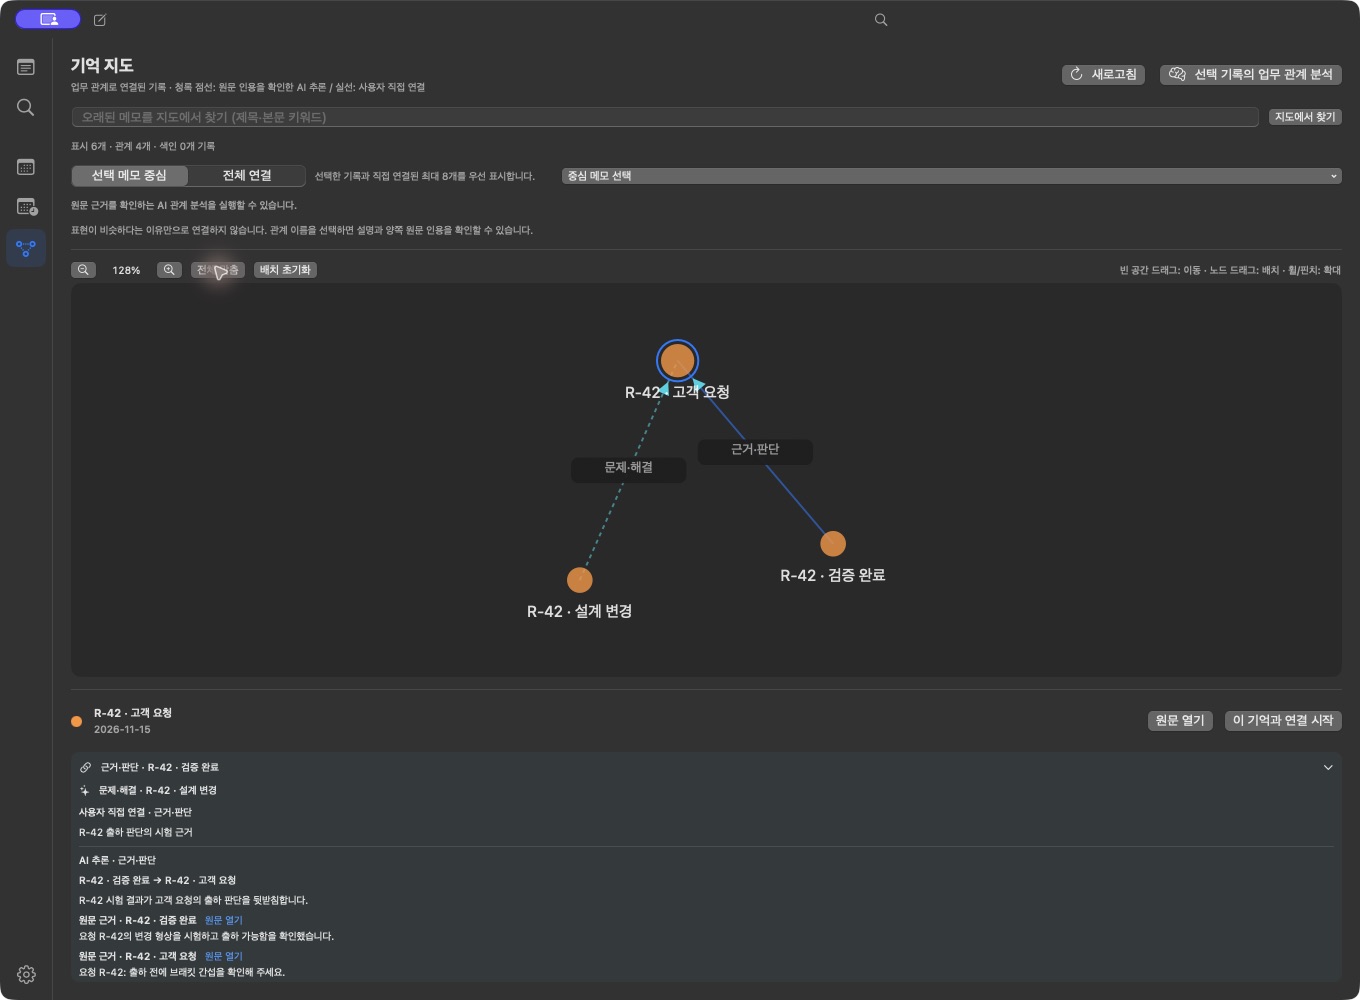 기억 지도
업무 관계로 연결된 기록 · 청록 점선: 원문 인용을 확인한 AI 추론 / 실선: 사용자 직접 연결
새로고침
선택 기록의 업무 관계 분석
오래된 메모를 지도에서 찾기 (제목·본문 키워드)
지도에서 찾기
표시 6개 · 관계 4개 · 색인 0개 기록
선택 메모 중심
전체 연결
선택한 기록과 직접 연결된 최대 8개를 우선 표시합니다.
중심 메모 선택
원문 근거를 확인하는 AI 관계 분석을 실행할 수 있습니다.
표현이 비슷하다는 이유만으로 연결하지 않습니다. 관계 이름을 선택하면 설명과 양쪽 원문 인용을 확인할 수 있습니다.
128%
배치 초기화
빈 공간 드래그: 이동 · 노드 드래그: 배치 · 휠/핀치: 확대
R-42 · 고객 요청
근거·판단
문제·해결
R-42 · 검증 완료
R-42 · 설계 변경
R-42 · 고객 요청
2026-11-15
원문 열기
이 기억과 연결 시작
근거·판단 · R-42 · 검증 완료
문제·해결 · R-42 · 설계 변경
사용자 직접 연결 · 근거·판단
R-42 출하 판단의 시험 근거
AI 추론 · 근거·판단
R-42 · 검증 완료 → R-42 · 고객 요청
R-42 시험 결과가 고객 요청의 출하 판단을 뒷받침합니다.
원문 근거 · R-42 · 검증 완료 원문 열기
요청 R-42의 변경 형상을 시험하고 출하 가능함을 확인했습니다.
원문 근거 · R-42 · 고객 요청 원문 열기
요청 R-42: 출하 전에 브래킷 간섭을 확인해 주세요.